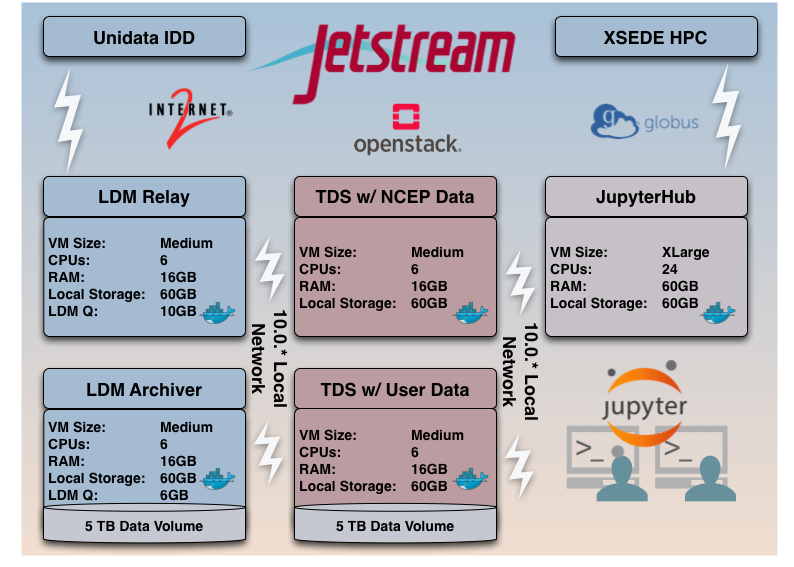 Unidata IDD
Jetstream
XSEDE HPC
INTERNET®
2
openstack.
globus
LDM Relay
VM Size: Medium
CPUs: 6
RAM: 16GB
Local Storage: 60GB
LDM Q: 10GB
TDS w/ NCEP Data
VM Size: Medium
CPUs: 6
RAM: 16GB
Local Storage: 60GB
JupyterHub
VM Size: XLarge
CPUs: 24
RAM: 60GB
Local Storage: 60GB
10.0.* Local
Network
10.0.* Local
Network
LDM Archiver
VM Size: Medium
CPUs: 6
RAM: 16GB
Local Storage: 60GB
LDM Q: 6GB
5 TB Data Volume
TDS w/ User Data
VM Size: Medium
CPUs: 6
RAM: 16GB
Local Storage: 60GB
5 TB Data Volume
jupyter
>_
>_